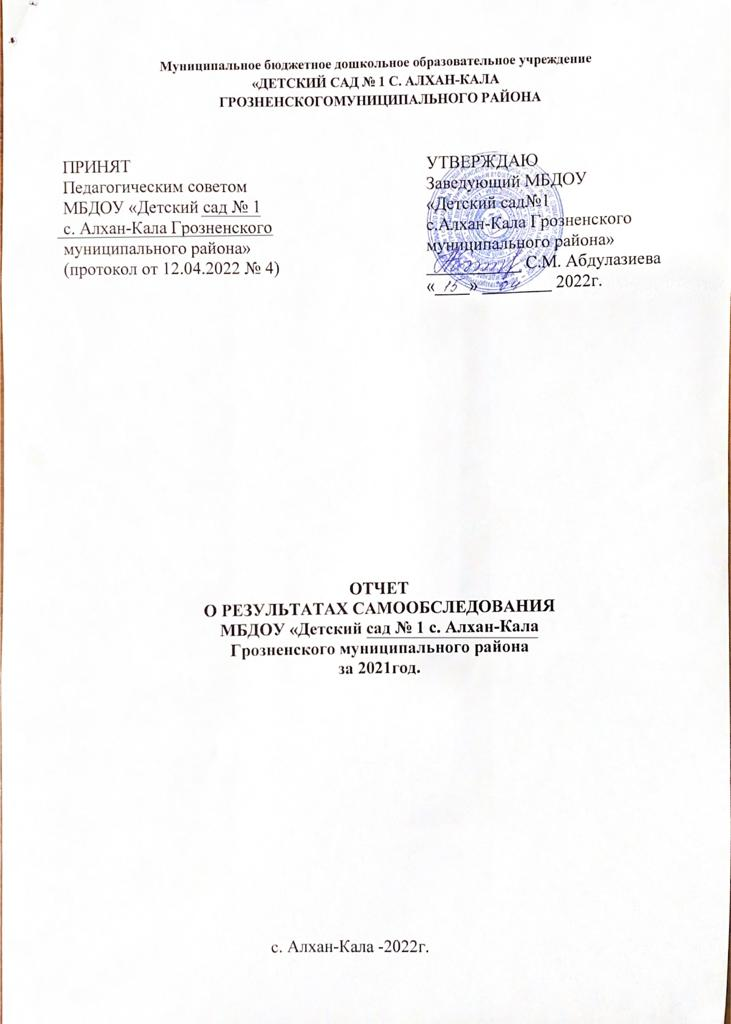 Муниципальное бюджетное дошкольное образовательное учреждение
«ДЕТСКИЙ САД № 1 С. АЛХАН-КАЛА
ГРОЗНЕНСКОГОМУНИЦИПАЛЬНОГО РАЙОНА
ПРИНЯТ
Педагогическим советом
МБДОУ «Детский сад № 1
с. Алхан-Кала Грозненского
муниципального района»
(протокол от 12.04.2022 № 4)
УТВЕРЖДАЮ
Заведующий МБДОУ
«Детский сад№1
с.Алхан-Кала Грозненского
муниципального района»
С.М. Абдулазиева
« 15 » 04 2022г.
ОТЧЕТ
О РЕЗУЛЬТАТАХ САМООБСЛЕДОВАНИЯ
МБДОУ «Детский сад № 1 с. Алхан-Кала
Грозненского муниципального района
за 2021год.
с. Алхан-Кала -2022г.